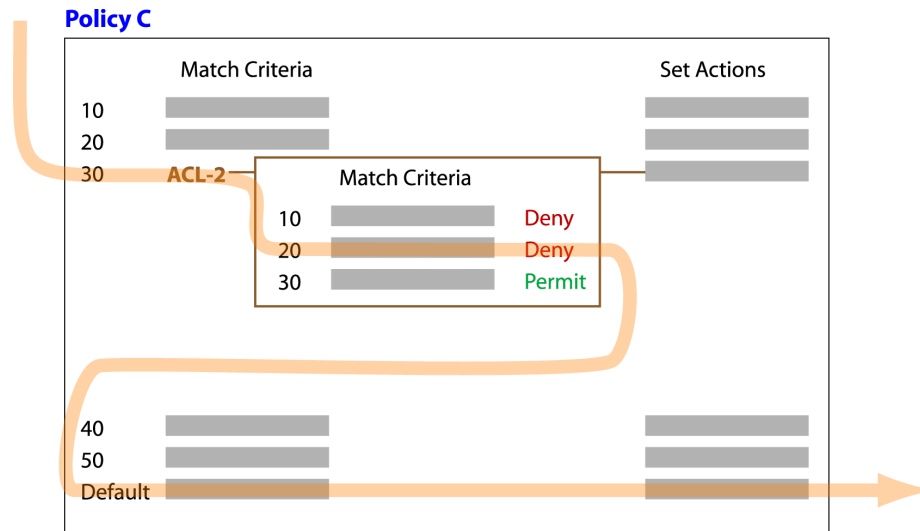 Policy C
Match Criteria Set Actions
10
20
30 ACL-2
Match Criteria
10 Deny
20 Deny
30 Permit
40
50
Default